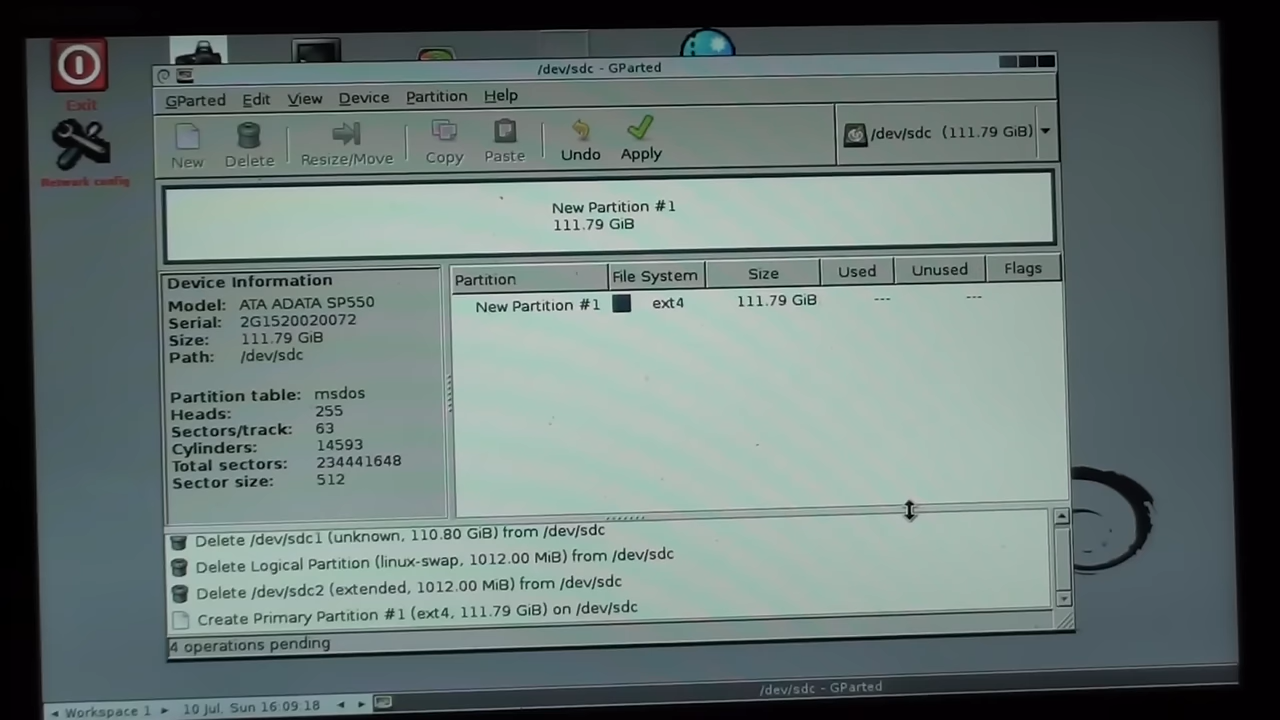 /dev/sdc - GParted
Exit
Network config
GParted Edit View Device Partition Help
New Delete Resize/Move Copy Paste Undo Apply
/dev/sdc (111.79 GiB)
New Partition #1
111.79 GiB
Device Information
Model: ATA ADATA SP550
Serial: 2G1520020072
Size: 111.79 GiB
Path: /dev/sdc
Partition table: msdos
Heads: 255
Sectors/track: 63
Cylinders: 14593
Total sectors: 234441648
Sector size: 512
Partition File System Size Used Unused Flags
New Partition #1 ext4 111.79 GiB --- ---
Delete /dev/sdc1 (unknown, 110.80 GiB) from /dev/sdc
Delete Logical Partition (linux-swap, 1012.00 MiB) from /dev/sdc
Delete /dev/sdc2 (extended, 1012.00 MiB) from /dev/sdc
Create Primary Partition #1 (ext4, 111.79 GiB) on /dev/sdc
4 operations pending
/dev/sdc - GParted
Workspace 1 10 Jul, Sun 16:09:18